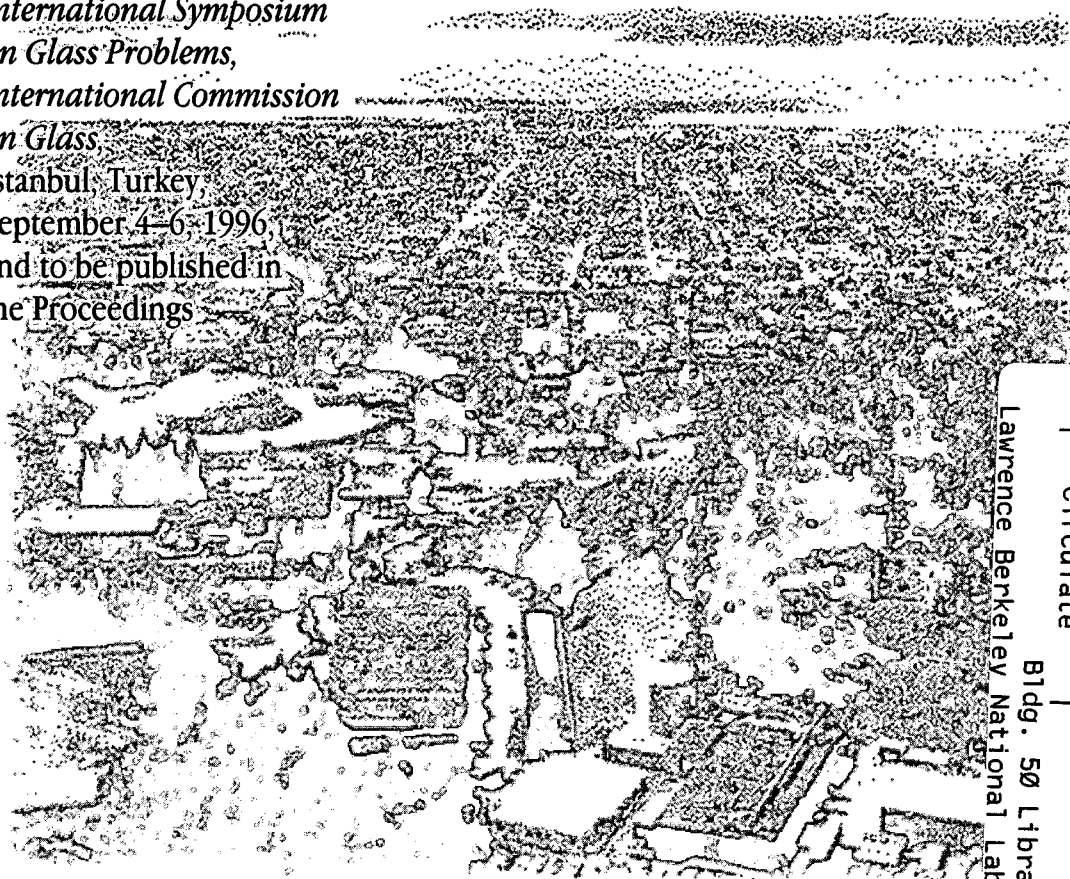 nternational Symposium
n Glass Problems,
nternational Commission
n Glass,
stanbul, Turkey,
eptember 4–6, 1996,
nd to be published in
he Proceedings
circulate
Bldg. 50 Libra
Lawrence Berkeley National Lab